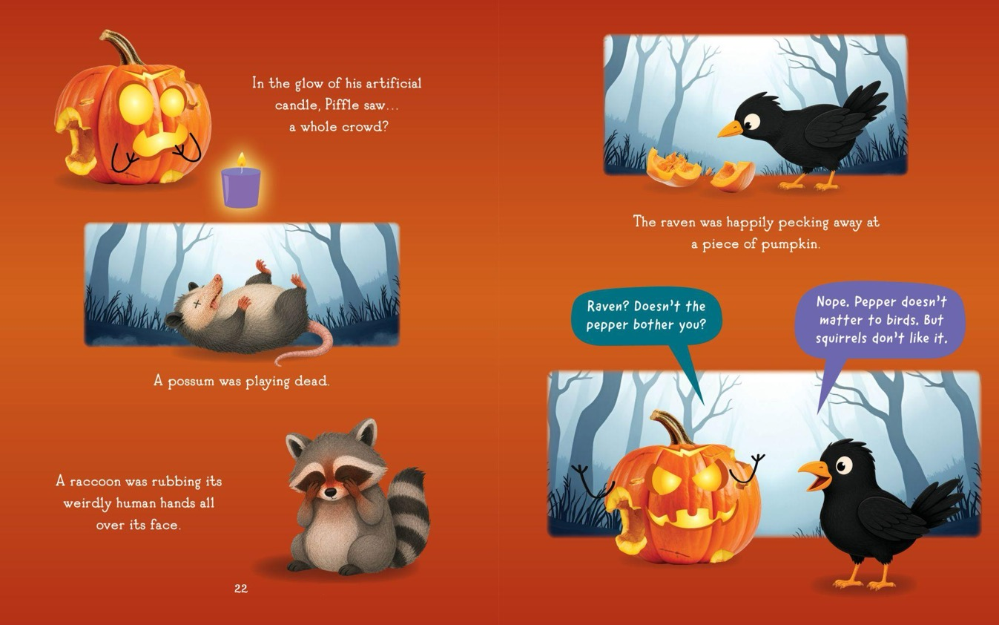 In the glow of his artificial
candle, Piffle saw...
a whole crowd?
A possum was playing dead.
A raccoon was rubbing its
weirdly human hands all
over its face.
22
The raven was happily pecking away at
a piece of pumpkin.
Raven? Doesn't the
pepper bother you?
Nope. Pepper doesn't
matter to birds. But
squirrels don't like it.